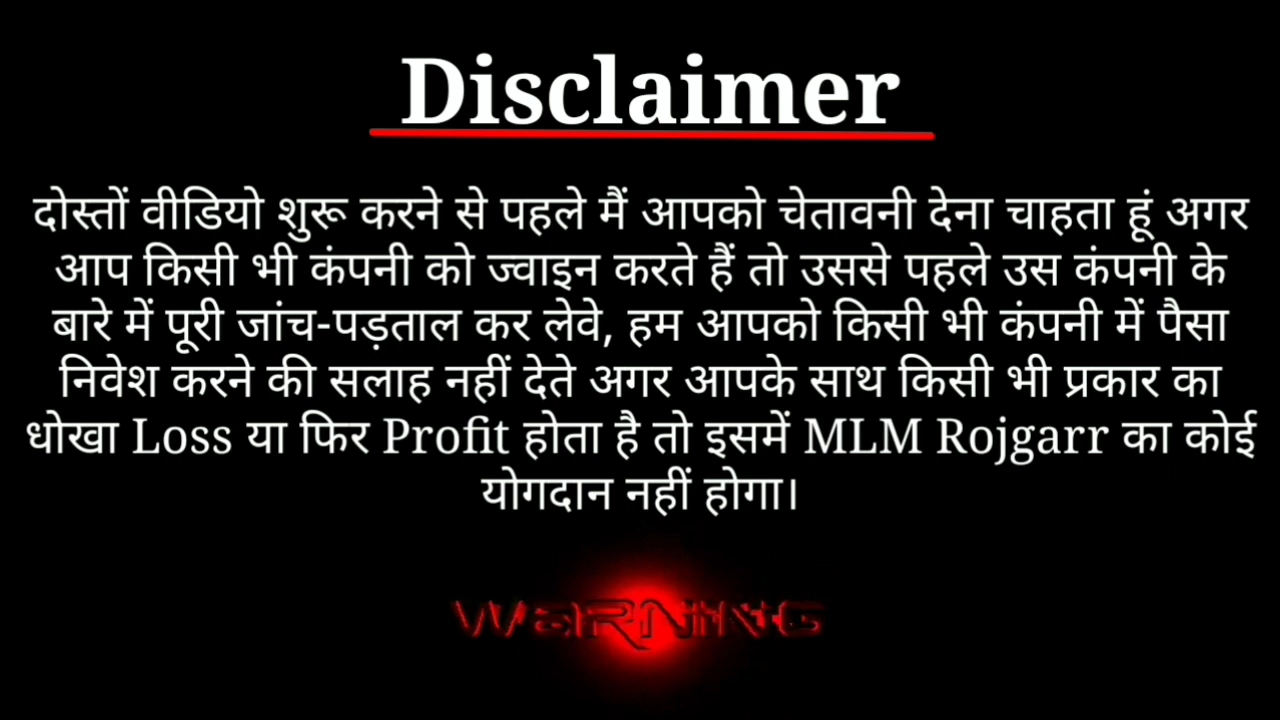 Disclaimer
दोस्तों वीडियो शुरू करने से पहले मैं आपको चेतावनी देना चाहता हूं अगर
आप किसी भी कंपनी को ज्वाइन करते हैं तो उससे पहले उस कंपनी के
बारे में पूरी जांच-पड़ताल कर लेवे, हम आपको किसी भी कंपनी में पैसा
निवेश करने की सलाह नहीं देते अगर आपके साथ किसी भी प्रकार का
धोखा Loss या फिर Profit होता है तो इसमें MLM Rojgarr का कोई
योगदान नहीं होगा।
WARNING